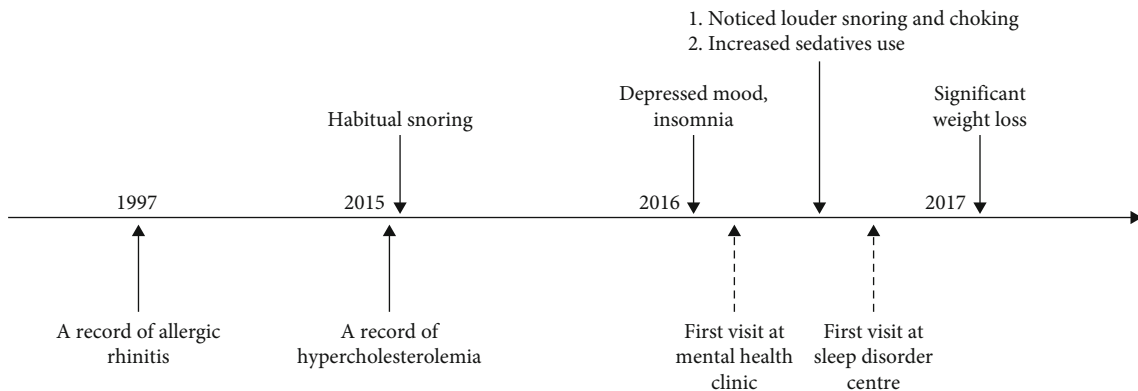 1. Noticed louder snoring and choking
2. Increased sedatives use
Habitual snoring
Depressed mood,
insomnia
Significant
weight loss
1997
2015
2016
2017
A record of allergic
rhinitis
A record of
hypercholesterolemia
First visit at
mental health
clinic
First visit at
sleep disorder
centre